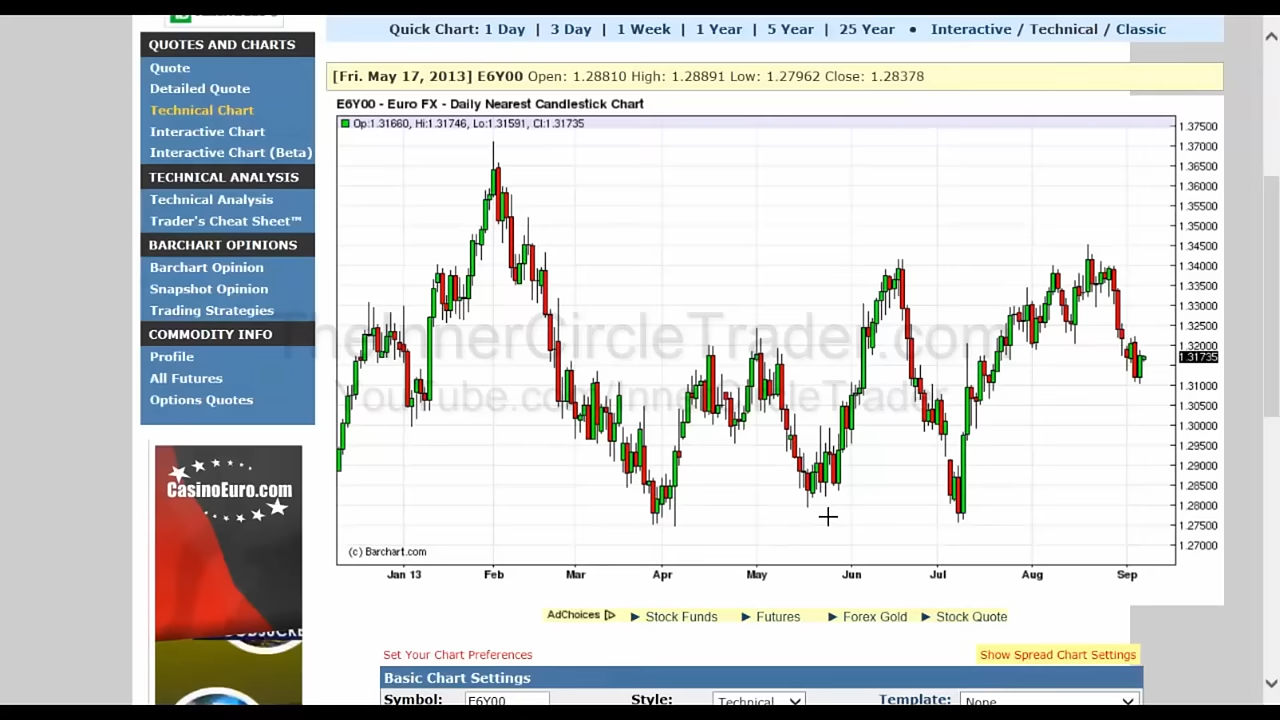 Quick Chart: 1 Day | 3 Day | 1 Week | 1 Year | 5 Year | 25 Year • Interactive / Technical / Classic
QUOTES AND CHARTS
Quote
Detailed Quote
Technical Chart
Interactive Chart
Interactive Chart (Beta)
TECHNICAL ANALYSIS
Technical Analysis
Trader's Cheat Sheet™
BARCHART OPINIONS
Barchart Opinion
Snapshot Opinion
Trading Strategies
COMMODITY INFO
Profile
All Futures
Options Quotes
CasinoEuro.com
[Fri. May 17, 2013] E6Y00 Open: 1.28810 High: 1.28891 Low: 1.27962 Close: 1.28378
E6Y00 - Euro FX - Daily Nearest Candlestick Chart
Op:1.31660, Hi:1.31746, Lo:1.31591, Cl:1.31735
1.37500
1.37000
1.36500
1.36000
1.35500
1.35000
1.34500
1.34000
1.33500
1.33000
1.32500
1.32000
1.31735
1.31000
1.30500
1.30000
1.29500
1.29000
1.28500
1.28000
1.27500
1.27000
TheInnerCircleTrader.com
Youtube.com/InnerCircleTrader
(c) Barchart.com
Jan 13 Feb Mar Apr May Jun Jul Aug Sep
AdChoices ► Stock Funds ► Futures ► Forex Gold ► Stock Quote
Set Your Chart Preferences
Show Spread Chart Settings
Basic Chart Settings
Symbol: E6Y00 Style: Technical Template: None